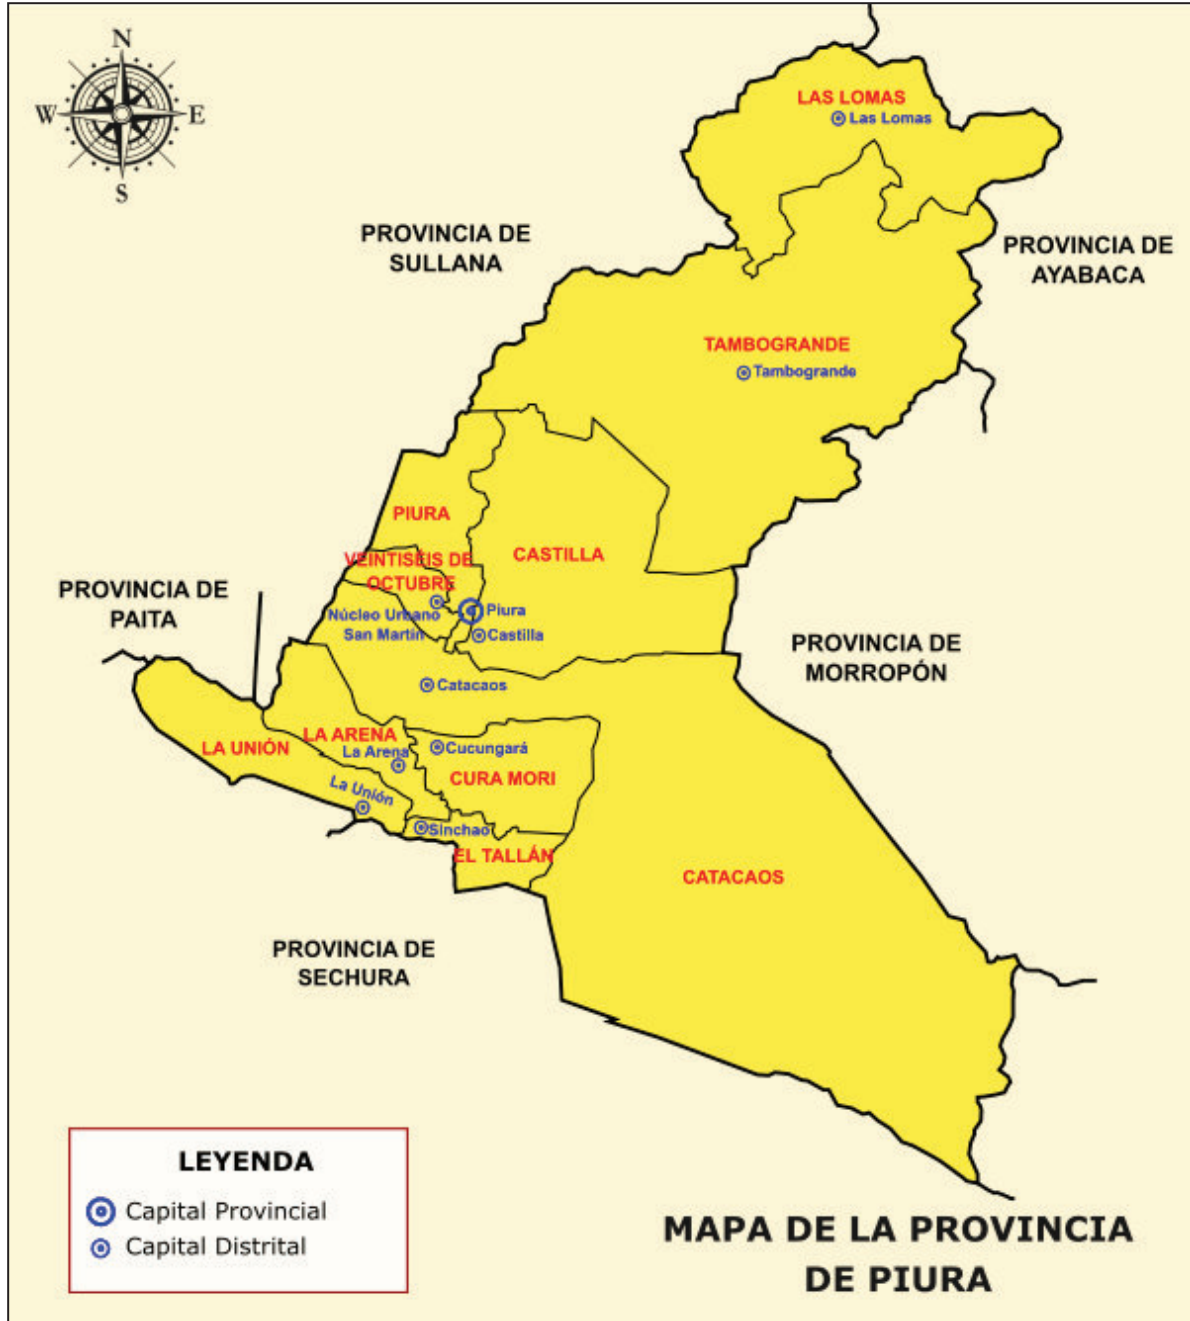 N
W
E
S
LAS LOMAS
Las Lomas
PROVINCIA DE
SULLANA
PROVINCIA DE
AYABACA
TAMBOGRANDE
Tambogrande
PIURA
CASTILLA
VEINTISÉIS DE
OCTUBRE
PROVINCIA DE
PAITA
Núcleo Urbano
San Martín
Piura
Castilla
PROVINCIA DE
MORROPÓN
Catacaos
LA UNIÓN
LA ARENA
La Arena
Cucungará
CURA MORI
La Unión
Sinchao
EL TALLÁN
CATACAOS
PROVINCIA DE
SECHURA
LEYENDA
Capital Provincial
Capital Distrital
MAPA DE LA PROVINCIA
DE PIURA